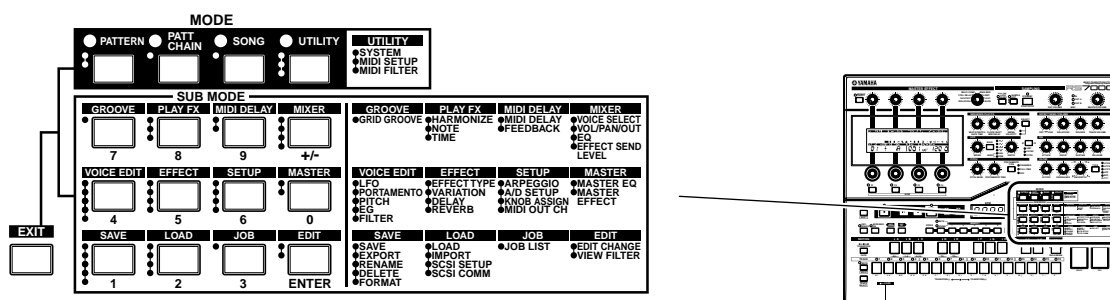 MODE
PATTERN PATT CHAIN SONG UTILITY
UTILITY
SYSTEM
MIDI SETUP
MIDI FILTER
SUB MODE
GROOVE PLAY FX MIDI DELAY MIXER
7 8 9 +/-
VOICE EDIT EFFECT SETUP MASTER
4 5 6 0
SAVE LOAD JOB EDIT
1 2 3 ENTER
EXIT
GROOVE
GRID GROOVE
PLAY FX
HARMONIZE
NOTE
TIME
MIDI DELAY
MIDI DELAY
FEEDBACK
MIXER
VOICE SELECT
VOL/PAN/OUT
EQ
EFFECT SEND
LEVEL
VOICE EDIT
LFO
PORTAMENTO
PITCH
EG
FILTER
EFFECT
EFFECT TYPE
VARIATION
DELAY
REVERB
SETUP
ARPEGGIO
A/D SETUP
KNOB ASSIGN
MIDI OUT CH
MASTER
MASTER EQ
MASTER
EFFECT
SAVE
SAVE
EXPORT
RENAME
DELETE
FORMAT
LOAD
LOAD
IMPORT
SCSI SETUP
SCSI COMM
JOB
JOB LIST
EDIT
EDIT CHANGE
VIEW FILTER
YAMAHA